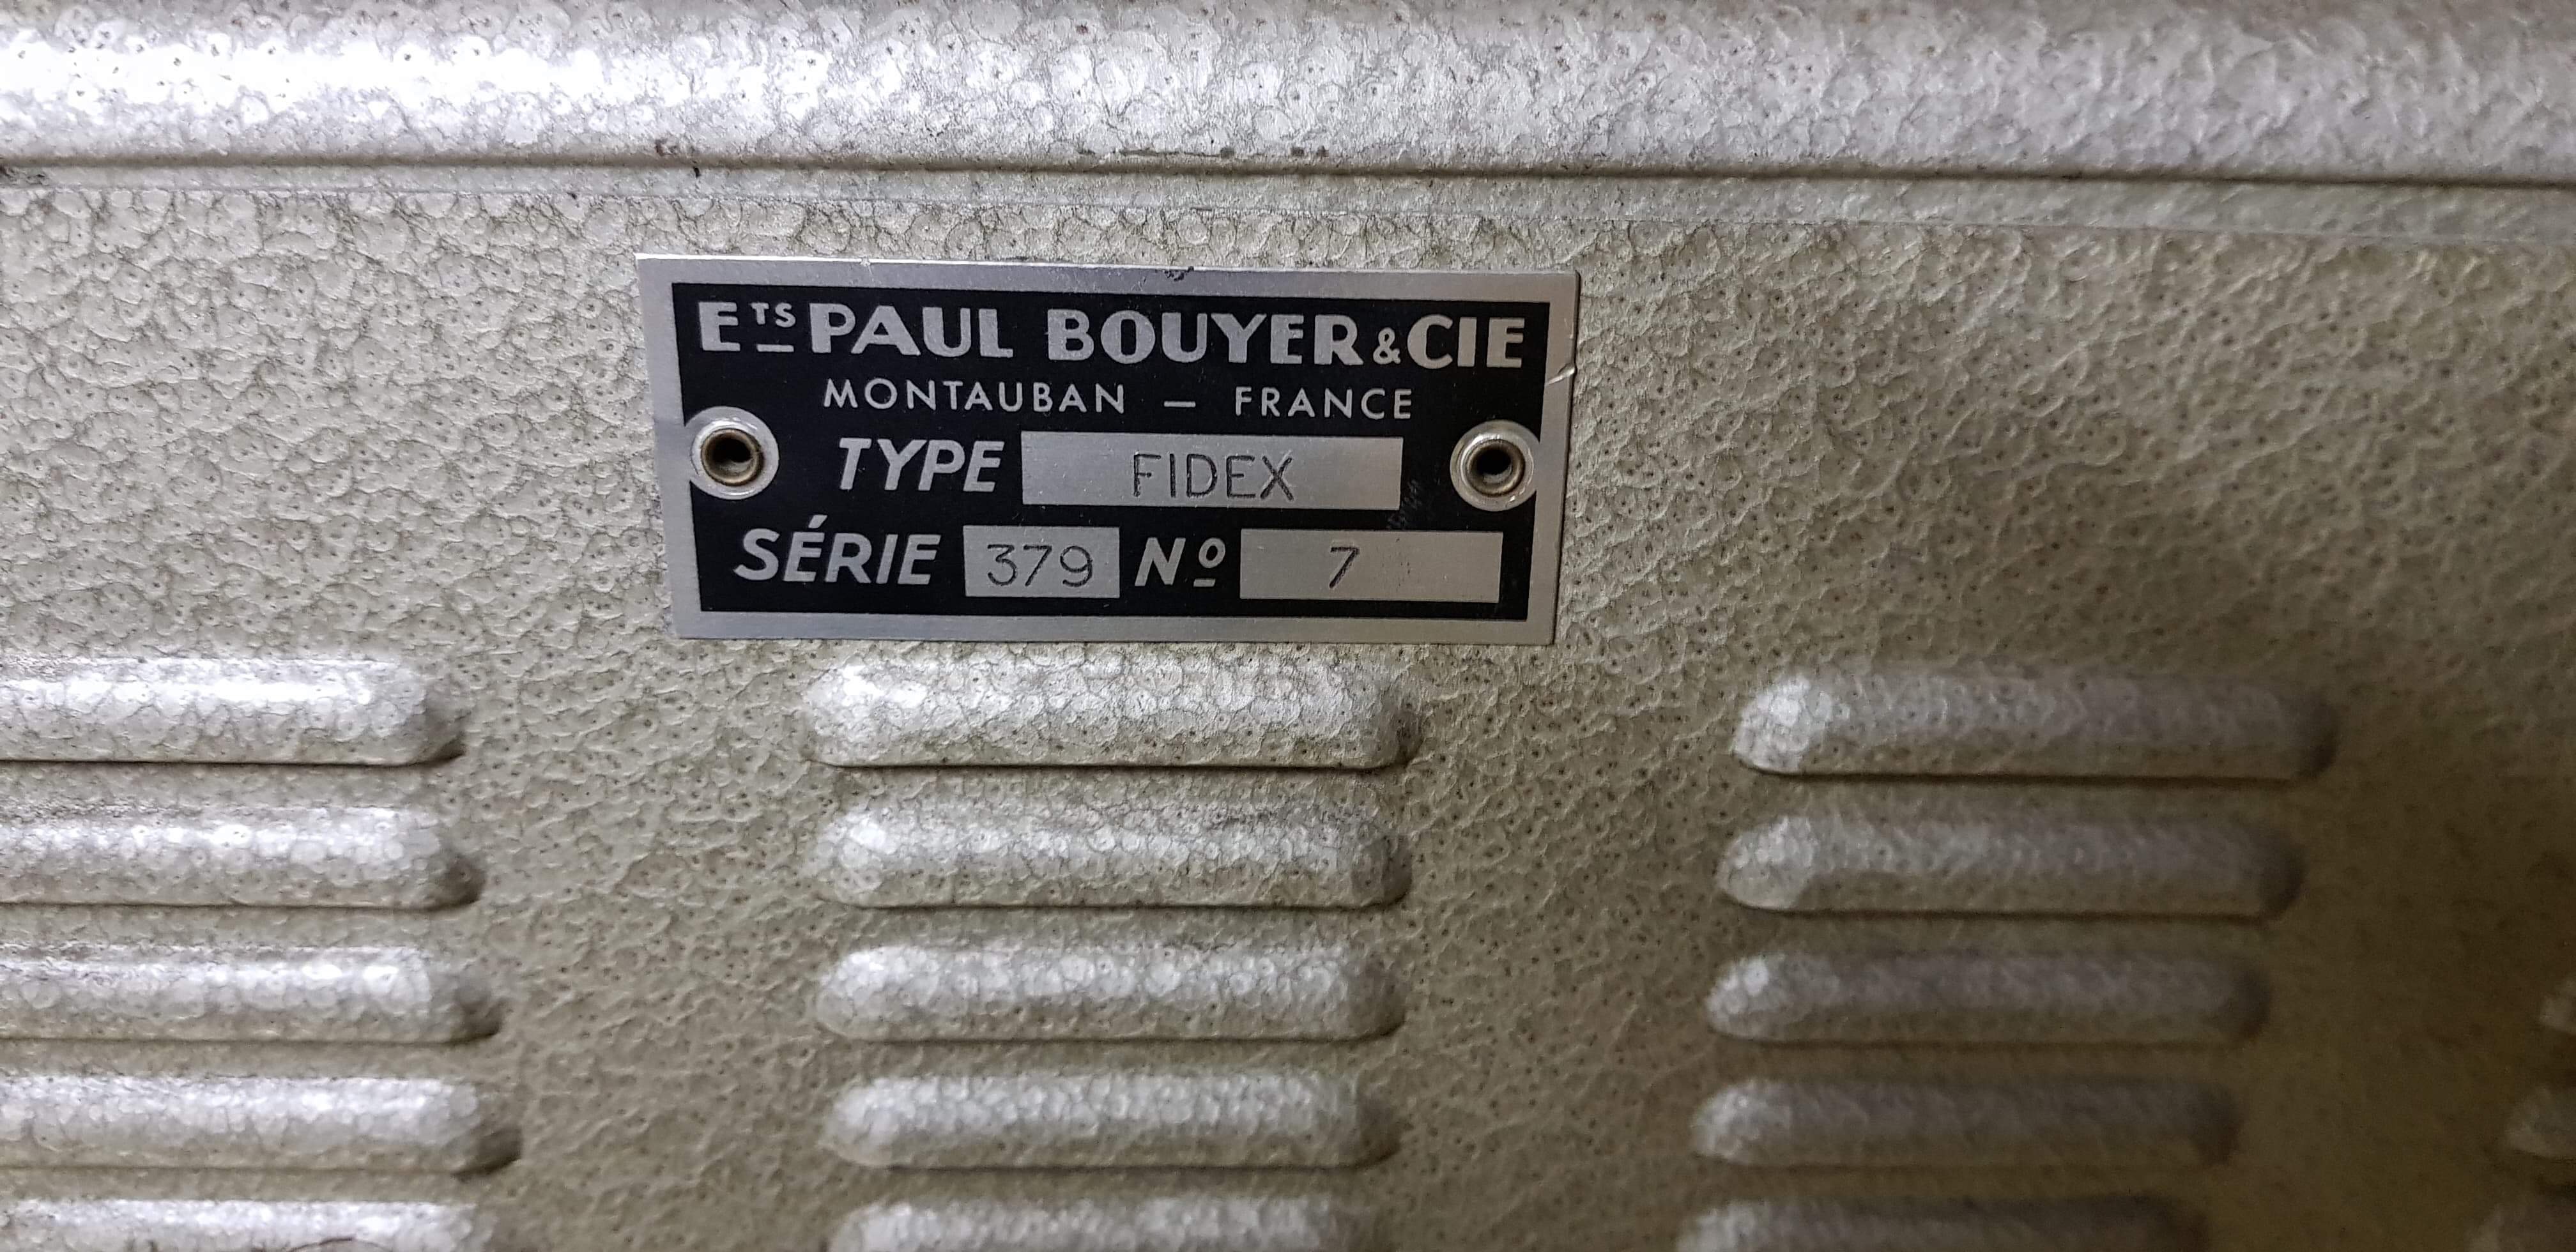 ETS PAUL BOUYER & CIE
MONTAUBAN — FRANCE
TYPE FIDEX
SÉRIE 379 Nº 7